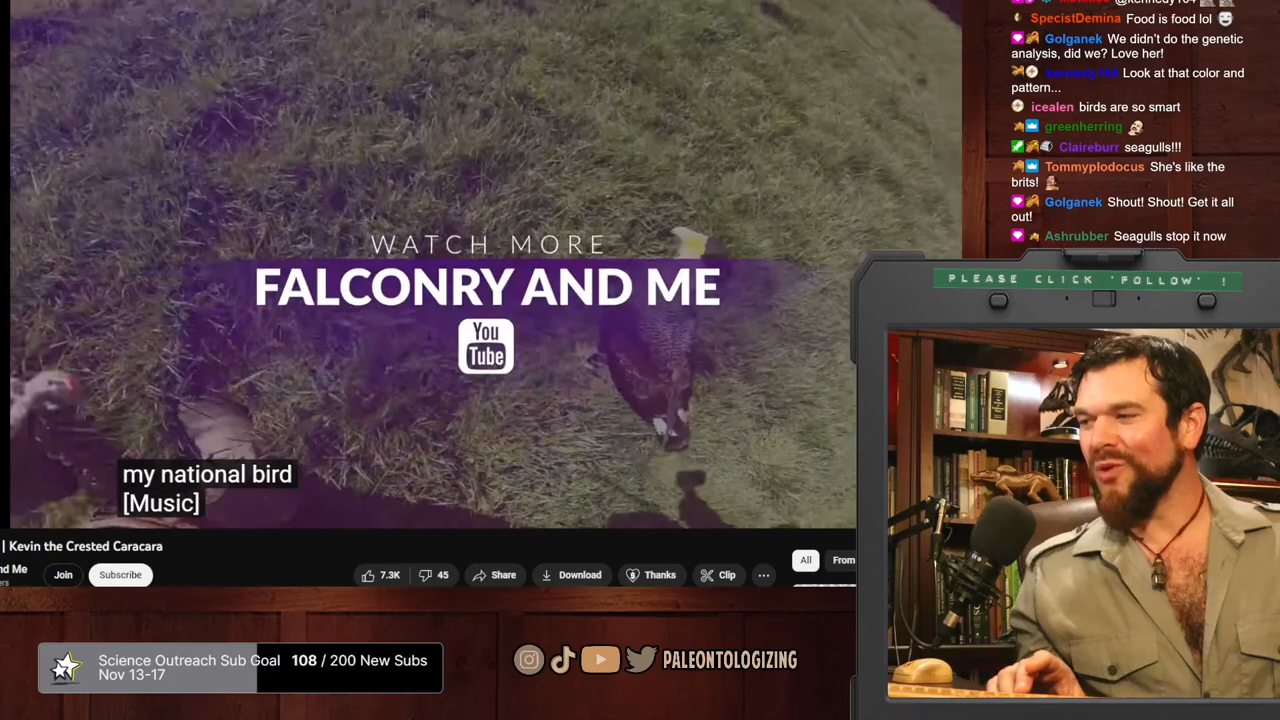 SpecistDemina Food is food lol
Golganek We didn't do the genetic
analysis, did we? Love her!
kennedy164 Look at that color and
pattern...
icealen birds are so smart
greenherring
Claireburr seagulls!!!
Tommyplodocus She's like the
brits!
Golganek Shout! Shout! Get it all
out!
Ashrubber Seagulls stop it now
WATCH MORE
FALCONRY AND ME
You
Tube
PLEASE CLICK "FOLLOW" !
my national bird
[Music]
| Kevin the Crested Caracara
nd Me
Join
Subscribe
7.3K
45
Share
Download
Thanks
Clip
All
From
Science Outreach Sub Goal 108 / 200 New Subs
Nov 13-17
PALEONTOLOGIZING